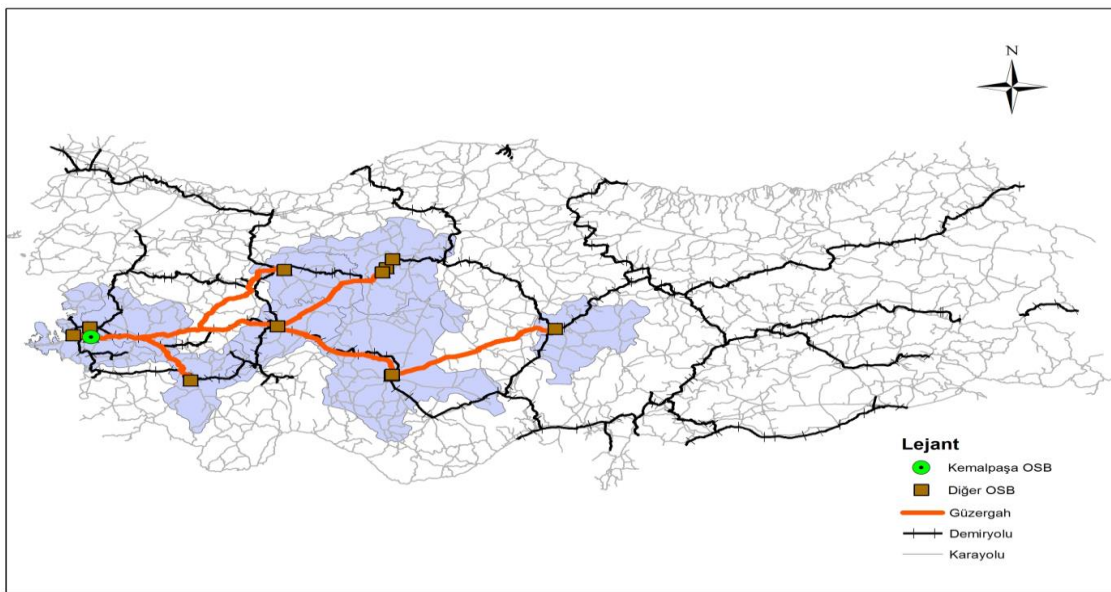 N
Lejant
Kemalpaşa OSB
Diğer OSB
Güzergah
Demiryolu
Karayolu